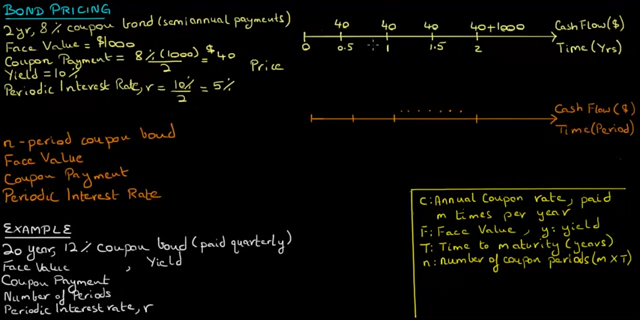 BOND PRICING
2yr, 8% coupon bond (semiannual payments)
Face Value = $1000
Coupon Payment = 8%(1000)/2 = $40
Yield = 10%
Periodic Interest Rate, r = 10%/2 = 5%
Price
40 40 40 40+1000 Cash Flow ($)
0 0.5 1 1.5 2 Time (Yrs)
....... Cash Flow ($)
Time (Period)
n-period coupon bond
Face Value
Coupon Payment
Periodic Interest Rate
EXAMPLE
20 year, 12% Coupon bond (paid quarterly)
Face Value , Yield
Coupon Payment
Number of Periods
Periodic interest rate, r
C: Annual Coupon rate, paid
m times per year
F: Face Value, y: yield
T: Time to maturity (years)
n: Number of coupon periods (m x T)